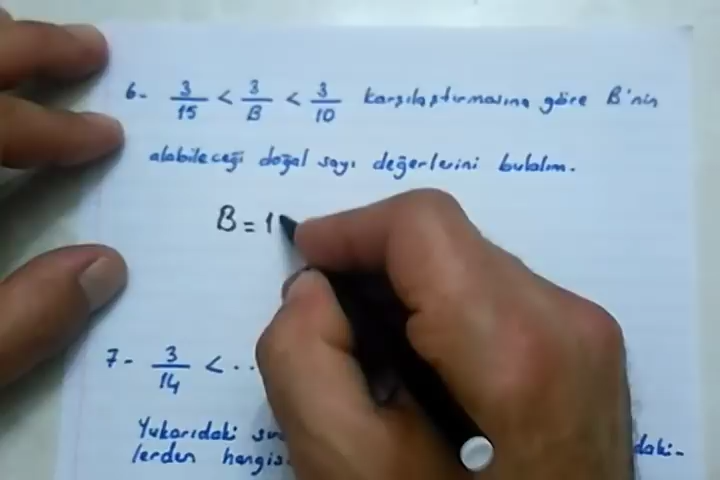 6- 3/15 < 3/B < 3/10 karşılaştırmasına göre B'nin
alabileceği doğal sayı değerlerini bulalım.
B = 1
7- 3/14 < ..
Yukarıdaki
lerden